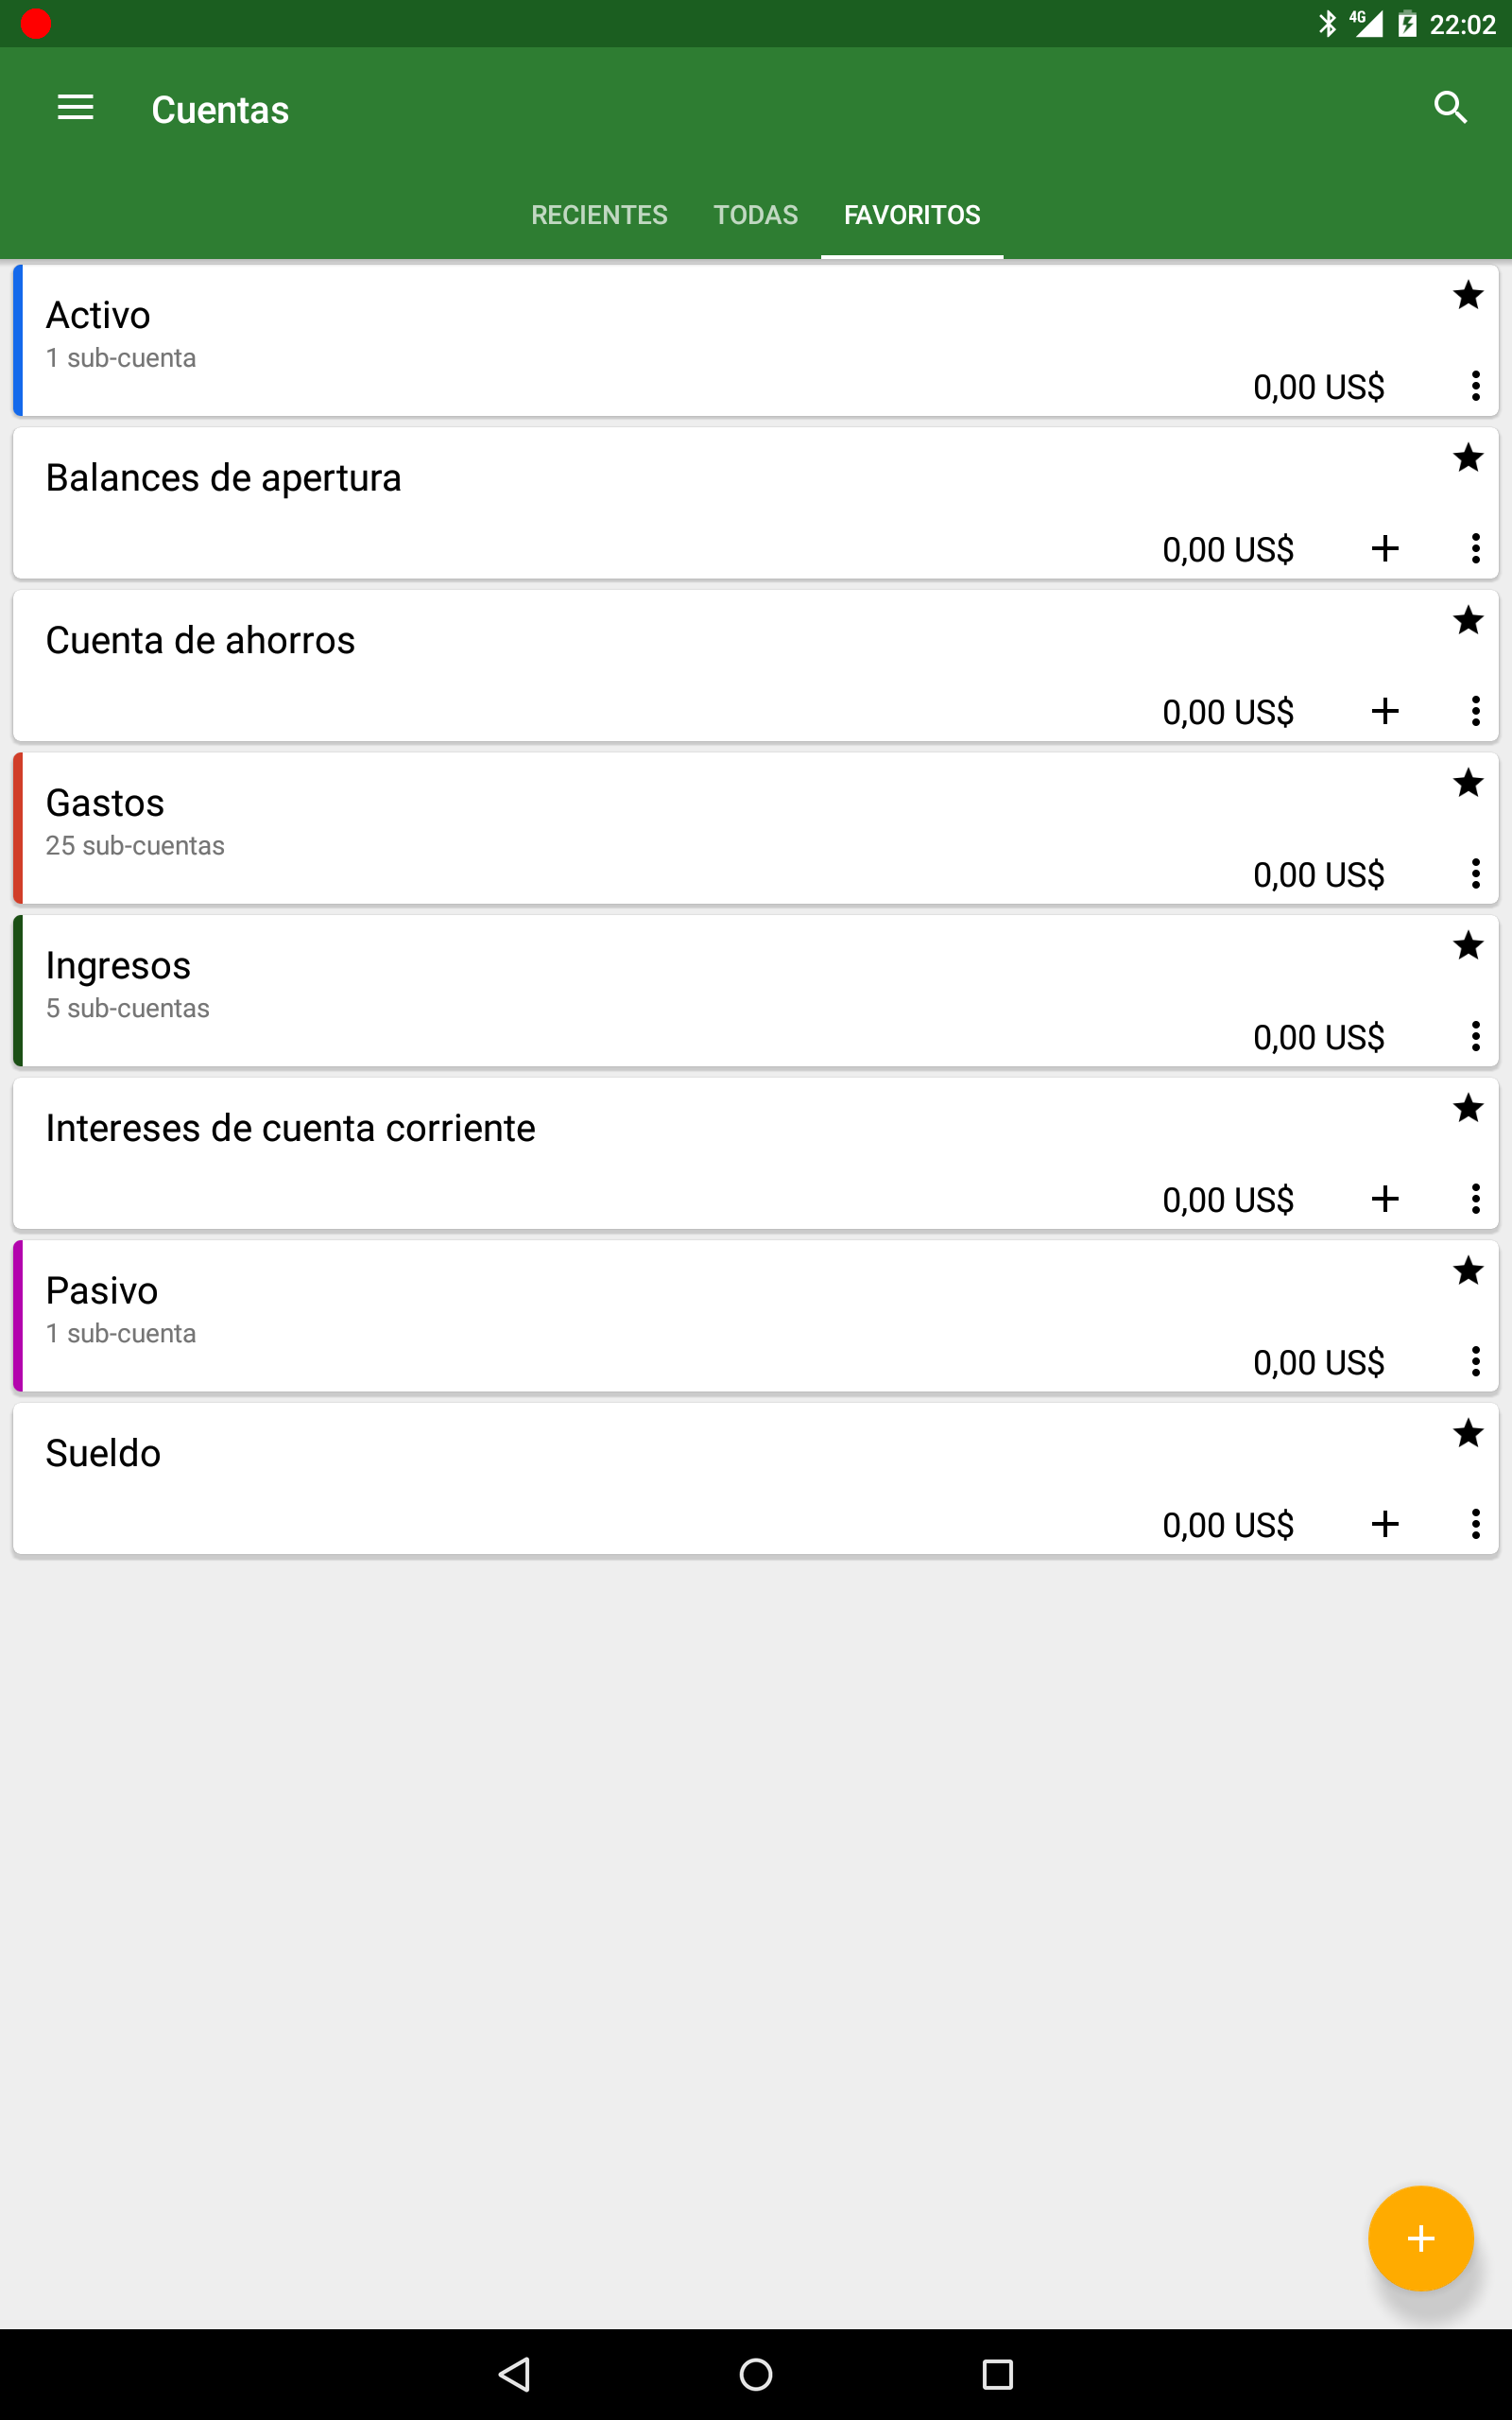 4G 22:02
Cuentas
RECIENTES TODAS FAVORITOS
Activo
1 sub-cuenta
0,00 US$
Balances de apertura
0,00 US$
Cuenta de ahorros
0,00 US$
Gastos
25 sub-cuentas
0,00 US$
Ingresos
5 sub-cuentas
0,00 US$
Intereses de cuenta corriente
0,00 US$
Pasivo
1 sub-cuenta
0,00 US$
Sueldo
0,00 US$